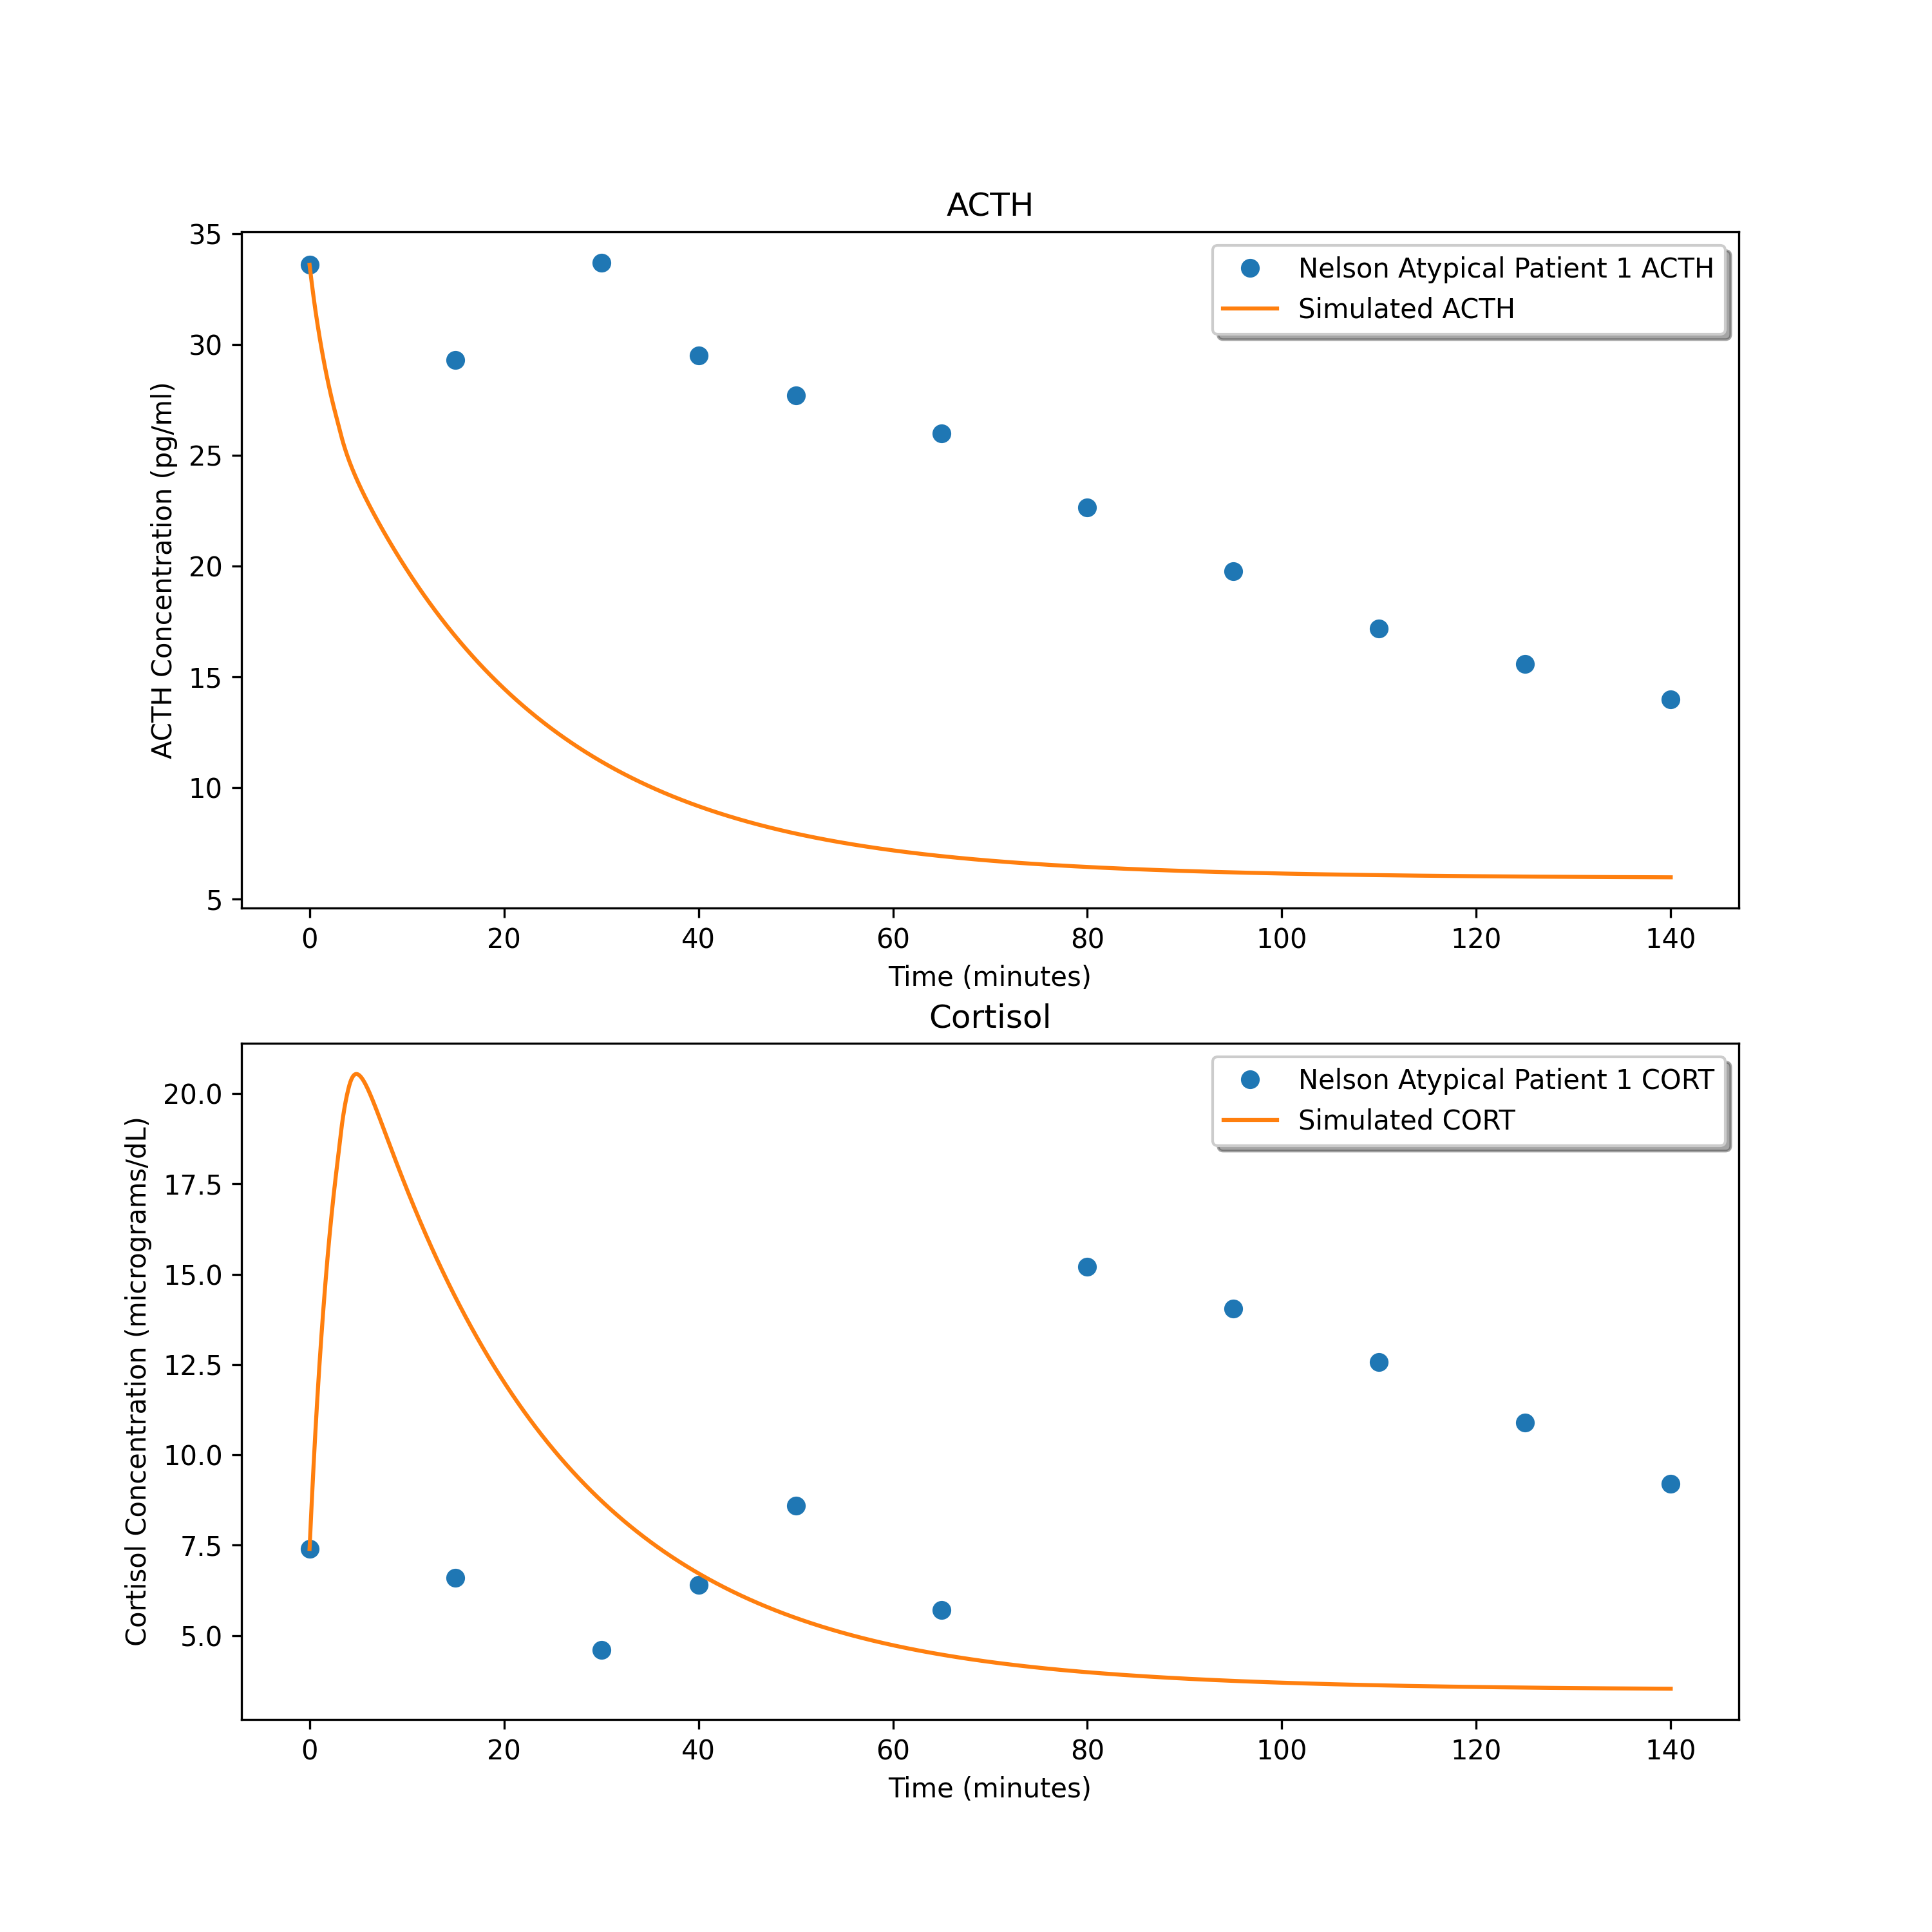 ACTH
35
30
25
20
15
10
5
ACTH Concentration (pg/ml)
Nelson Atypical Patient 1 ACTH
Simulated ACTH
0 20 40 60 80 100 120 140
Time (minutes)
Cortisol
20.0
17.5
15.0
12.5
10.0
7.5
5.0
Cortisol Concentration (micrograms/dL)
Nelson Atypical Patient 1 CORT
Simulated CORT
0 20 40 60 80 100 120 140
Time (minutes)